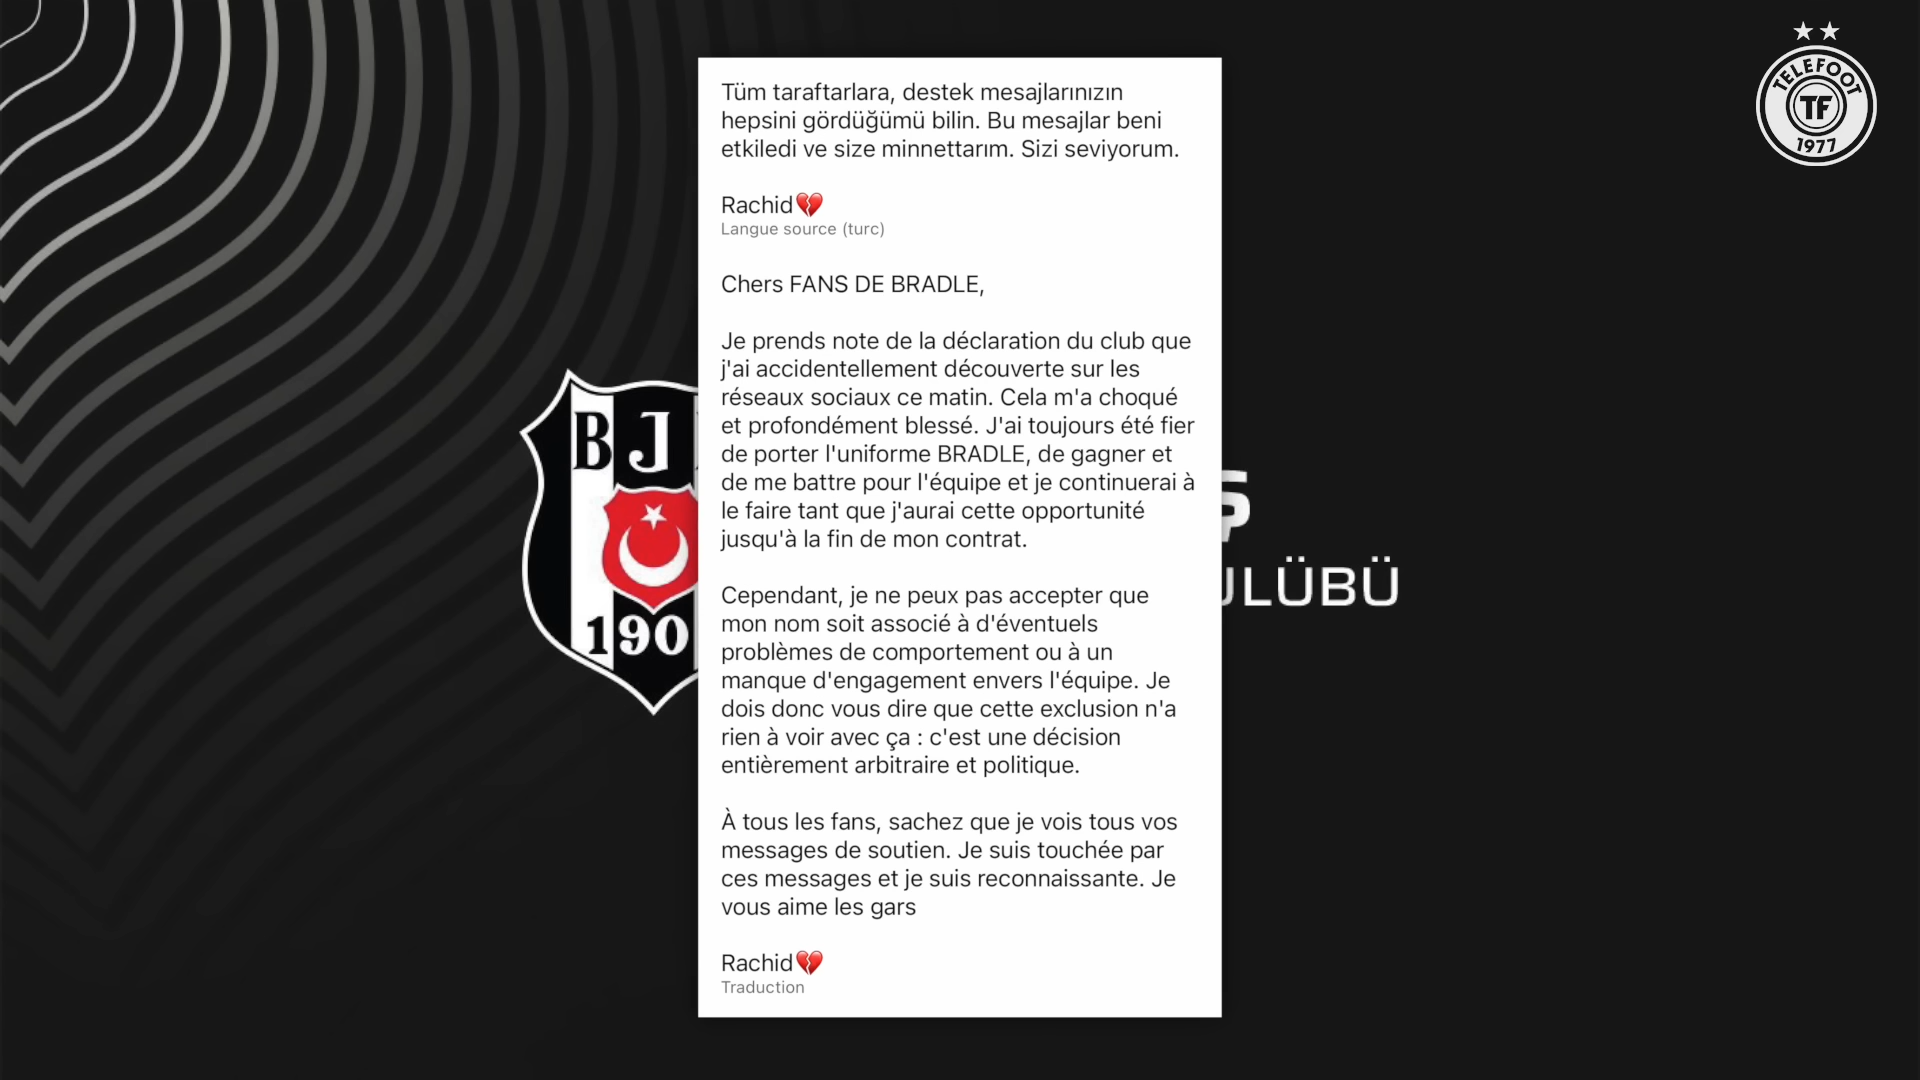 TELEFOOT
TF
1977
BJ
190
Ş
ULÜBÜ
Tüm taraftarlara, destek mesajlarınızın
hepsini gördüğümü bilin. Bu mesajlar beni
etkiledi ve size minnettarım. Sizi seviyorum.
Rachid💔
Langue source (turc)
Chers FANS DE BRADLE,
Je prends note de la déclaration du club que
j'ai accidentellement découverte sur les
réseaux sociaux ce matin. Cela m'a choqué
et profondément blessé. J'ai toujours été fier
de porter l'uniforme BRADLE, de gagner et
de me battre pour l'équipe et je continuerai à
le faire tant que j'aurai cette opportunité
jusqu'à la fin de mon contrat.
Cependant, je ne peux pas accepter que
mon nom soit associé à d'éventuels
problèmes de comportement ou à un
manque d'engagement envers l'équipe. Je
dois donc vous dire que cette exclusion n'a
rien à voir avec ça : c'est une décision
entièrement arbitraire et politique.
À tous les fans, sachez que je vois tous vos
messages de soutien. Je suis touchée par
ces messages et je suis reconnaissante. Je
vous aime les gars
Rachid💔
Traduction